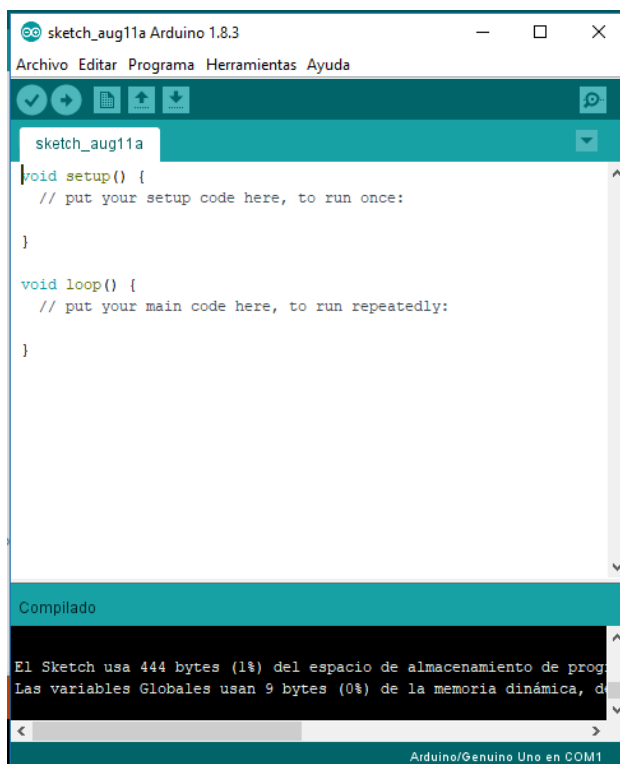 sketch_aug11a Arduino 1.8.3
Archivo Editar Programa Herramientas Ayuda
sketch_aug11a
void setup() {
  // put your setup code here, to run once:
}
void loop() {
  // put your main code here, to run repeatedly:
}
Compilado
El Sketch usa 444 bytes (1%) del espacio de almacenamiento de
Las variables Globales usan 9 bytes (0%) de la memoria dinámica,
Arduino/Genuino Uno en COM1